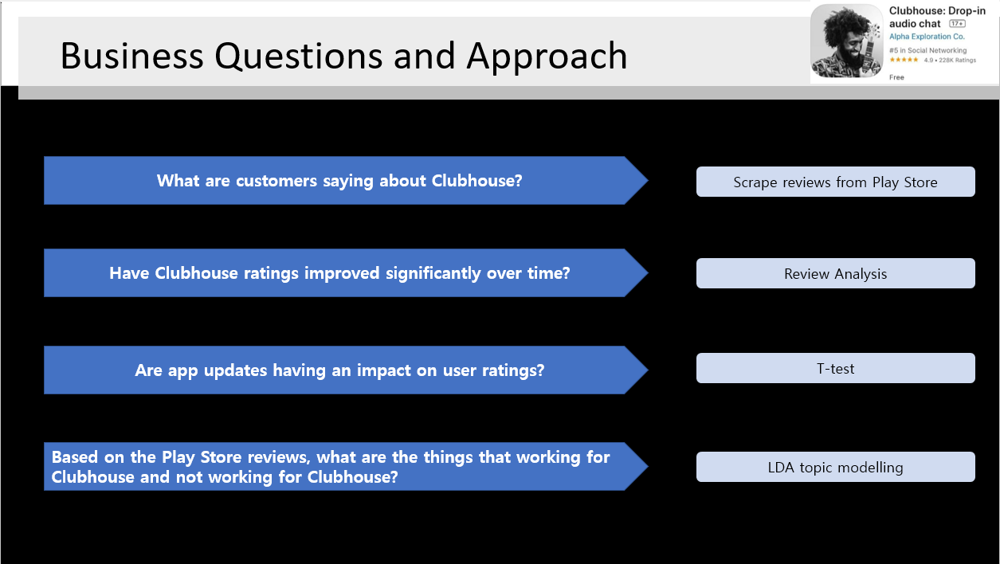 Business Questions and Approach
Clubhouse: Drop-in
audio chat 17+
Alpha Exploration Co.
#5 in Social Networking
★★★★★ 4.9 • 228K Ratings
Free
What are customers saying about Clubhouse?
Scrape reviews from Play Store
Have Clubhouse ratings improved significantly over time?
Review Analysis
Are app updates having an impact on user ratings?
T-test
Based on the Play Store reviews, what are the things that working for
Clubhouse and not working for Clubhouse?
LDA topic modelling